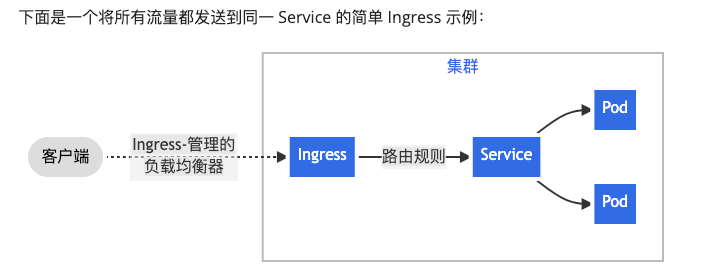 下面是一个将所有流量都发送到同一 Service 的简单 Ingress 示例：
集群
客户端
Ingress-管理的
负载均衡器
Ingress
路由规则
Service
Pod
Pod